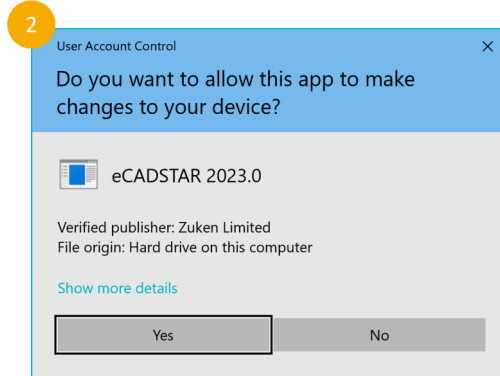 2
User Account Control
Do you want to allow this app to make
changes to your device?
eCADSTAR 2023.0
Verified publisher: Zuken Limited
File origin: Hard drive on this computer
Show more details
Yes
No